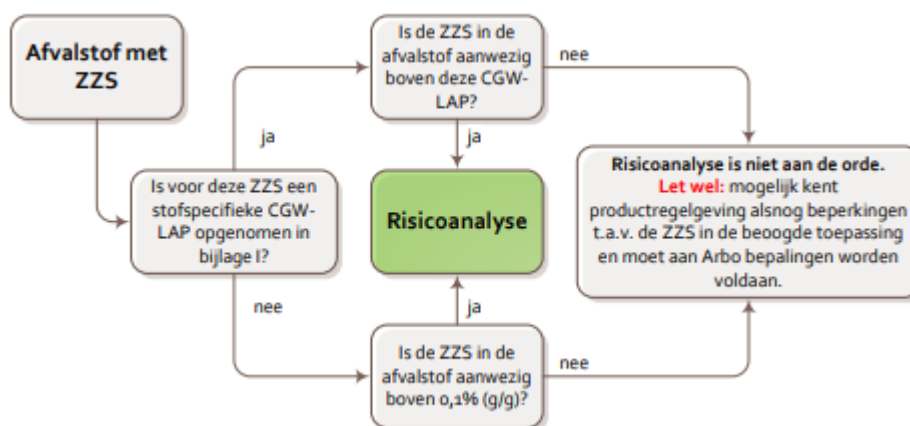 Afvalstof met
ZZS
Is de ZZS in de
afvalstof aanwezig
boven deze CGW-
LAP?
nee
ja
ja
Is voor deze ZZS een
stofspecifieke CGW-
LAP opgenomen in
bijlage I?
Risicoanalyse
Risicoanalyse is niet aan de orde.
Let wel: mogelijk kent
productregelgeving alsnog beperkingen
t.a.v. de ZZS in de beoogde toepassing
en moet aan Arbo bepalingen worden
voldaan.
nee
ja
Is de ZZS in de
afvalstof aanwezig
boven 0,1% (g/g)?
nee